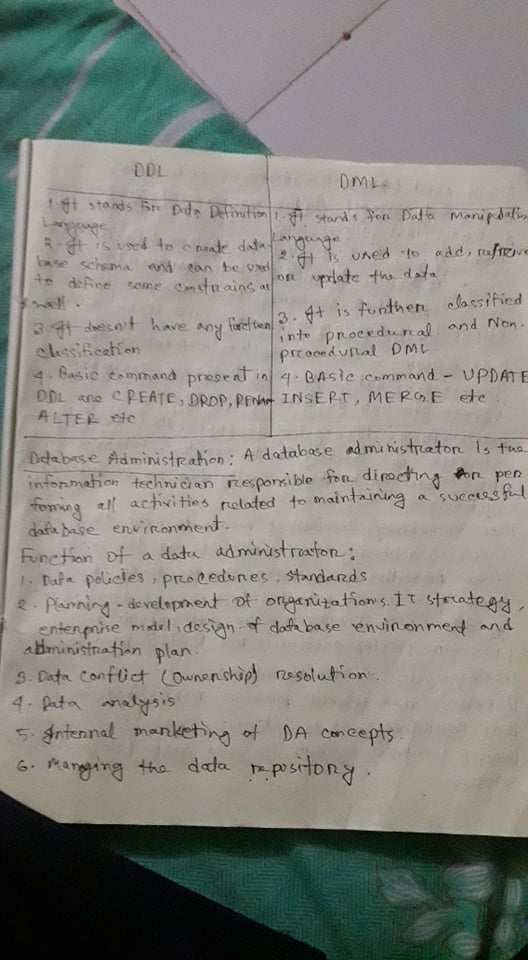 DDL
1. It stands for Data Definition
Language
2. It is used to create data-
base schema and can be used
to define some constrains as
well.
3. It doesn't have any
classification
4. Basic command present in
DDL are CREATE, DROP, RENAM
ALTER etc
DML
1. It stands for Data Manipulation
Language
2. It is used to add, retrieve
or update the data.
3. It is further classified
into procedural and Non-
procedural DML
4. BAsic command - UPDATE
INSERT, MERGE etc.
Database Administration: A database administrator Is the
information technician responsible for directing or per
forming all activities related to maintaining a successful
database environment.
Function of a data administrator:
1. Data policies, procedures, standards
2. Planning - development of organization's IT strategy,
enterprise model, design of database environment and
administration plan.
3. Data conflict (ownership) resolution.
4. Data analysis
5. Internal marketing of DA concepts.
6. Managing the data repository.